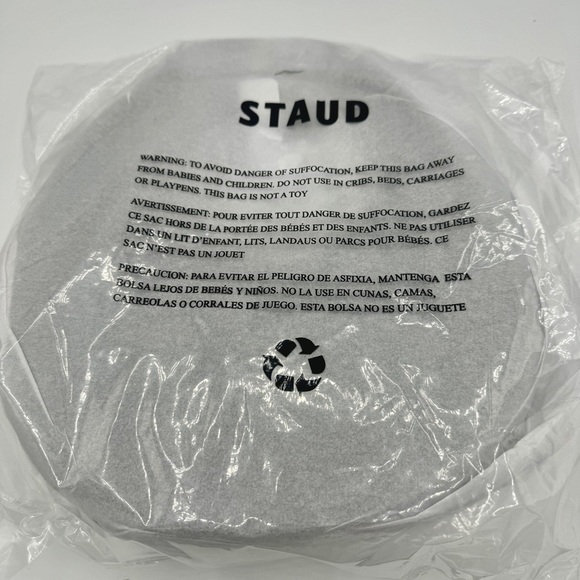 STAUD
WARNING: TO AVOID DANGER OF SUFFOCATION, KEEP THIS BAG AWAY
FROM BABIES AND CHILDREN. DO NOT USE IN CRIBS, BEDS, CARRIAGES
OR PLAYPENS. THIS BAG IS NOT A TOY
AVERTISSEMENT: POUR EVITER TOUT DANGER DE SUFFOCATION, GARDEZ
CE SAC HORS DE LA PORTÉE DES BÉBÉS ET DES ENFANTS. NE PAS UTILISER
DANS UN LIT D'ENFANT, LITS, LANDAUS OU PARCS POUR BÉBÉS. CE
SAC N'EST PAS UN JOUET
PRECAUCION: PARA EVITAR EL PELIGRO DE ASFIXIA, MANTENGA ESTA
BOLSA LEJOS DE BEBÉS Y NIÑOS. NO LA USE EN CUNAS, CAMAS,
CARREOLAS O CORRALES DE JUEGO. ESTA BOLSA NO ES UN JUGUETE